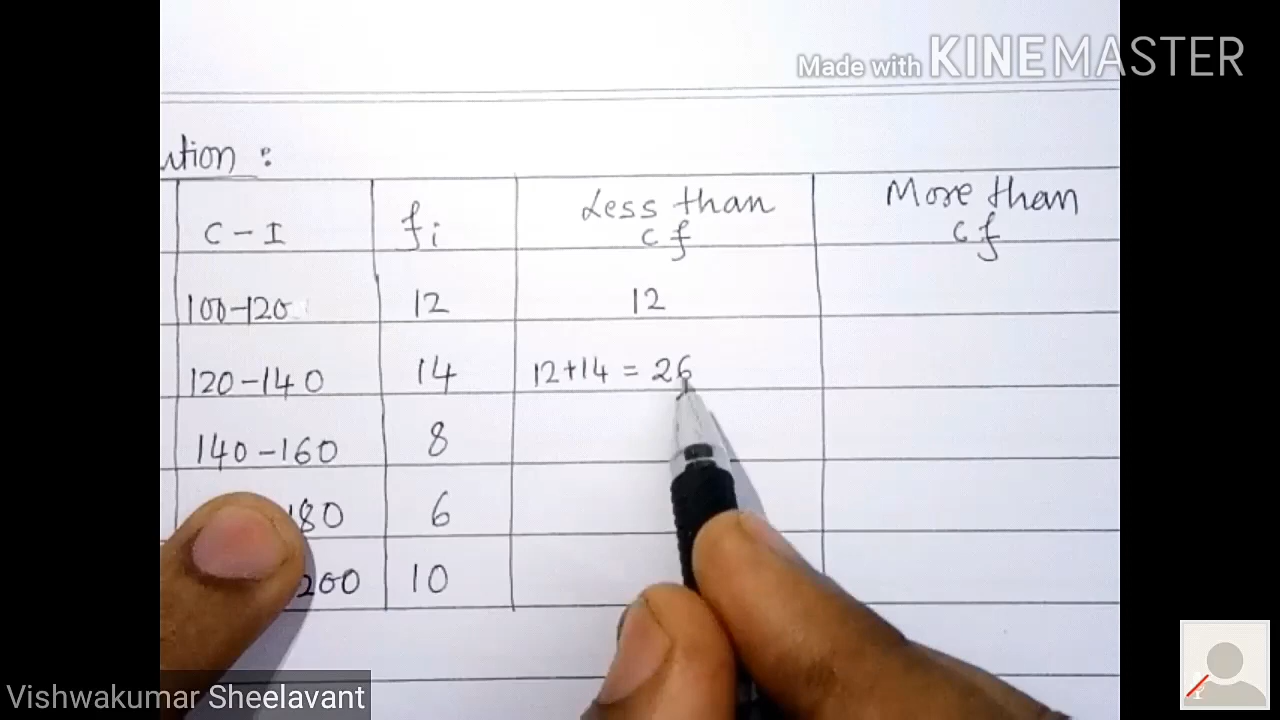 Made with KINEMASTER
ution :
C-I fi Less than cf More than cf
100-120 12 12
120-140 14 12+14 = 26
140-160 8
180 6
200 10
Vishwakumar Sheelavant